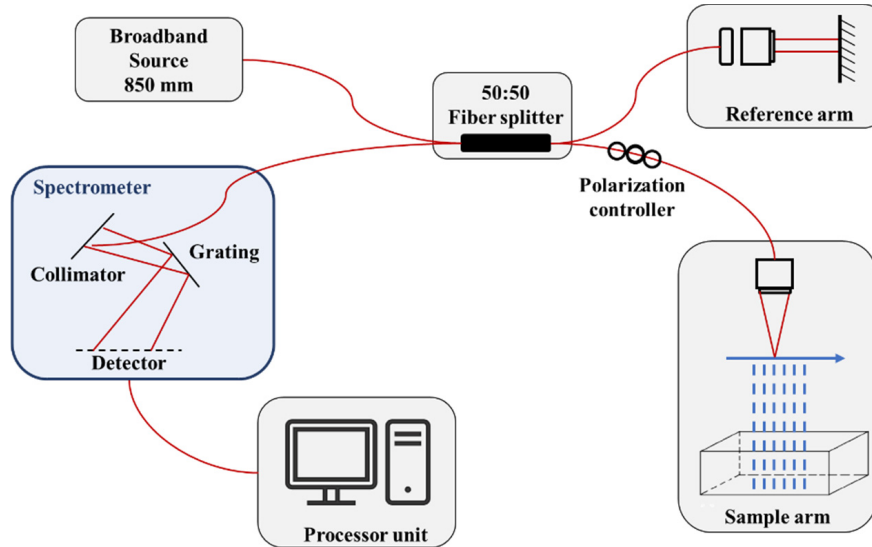 Broadband
Source
850 mm
50:50
Fiber splitter
Reference arm
Polarization
controller
Spectrometer
Grating
Collimator
Detector
Processor unit
Sample arm